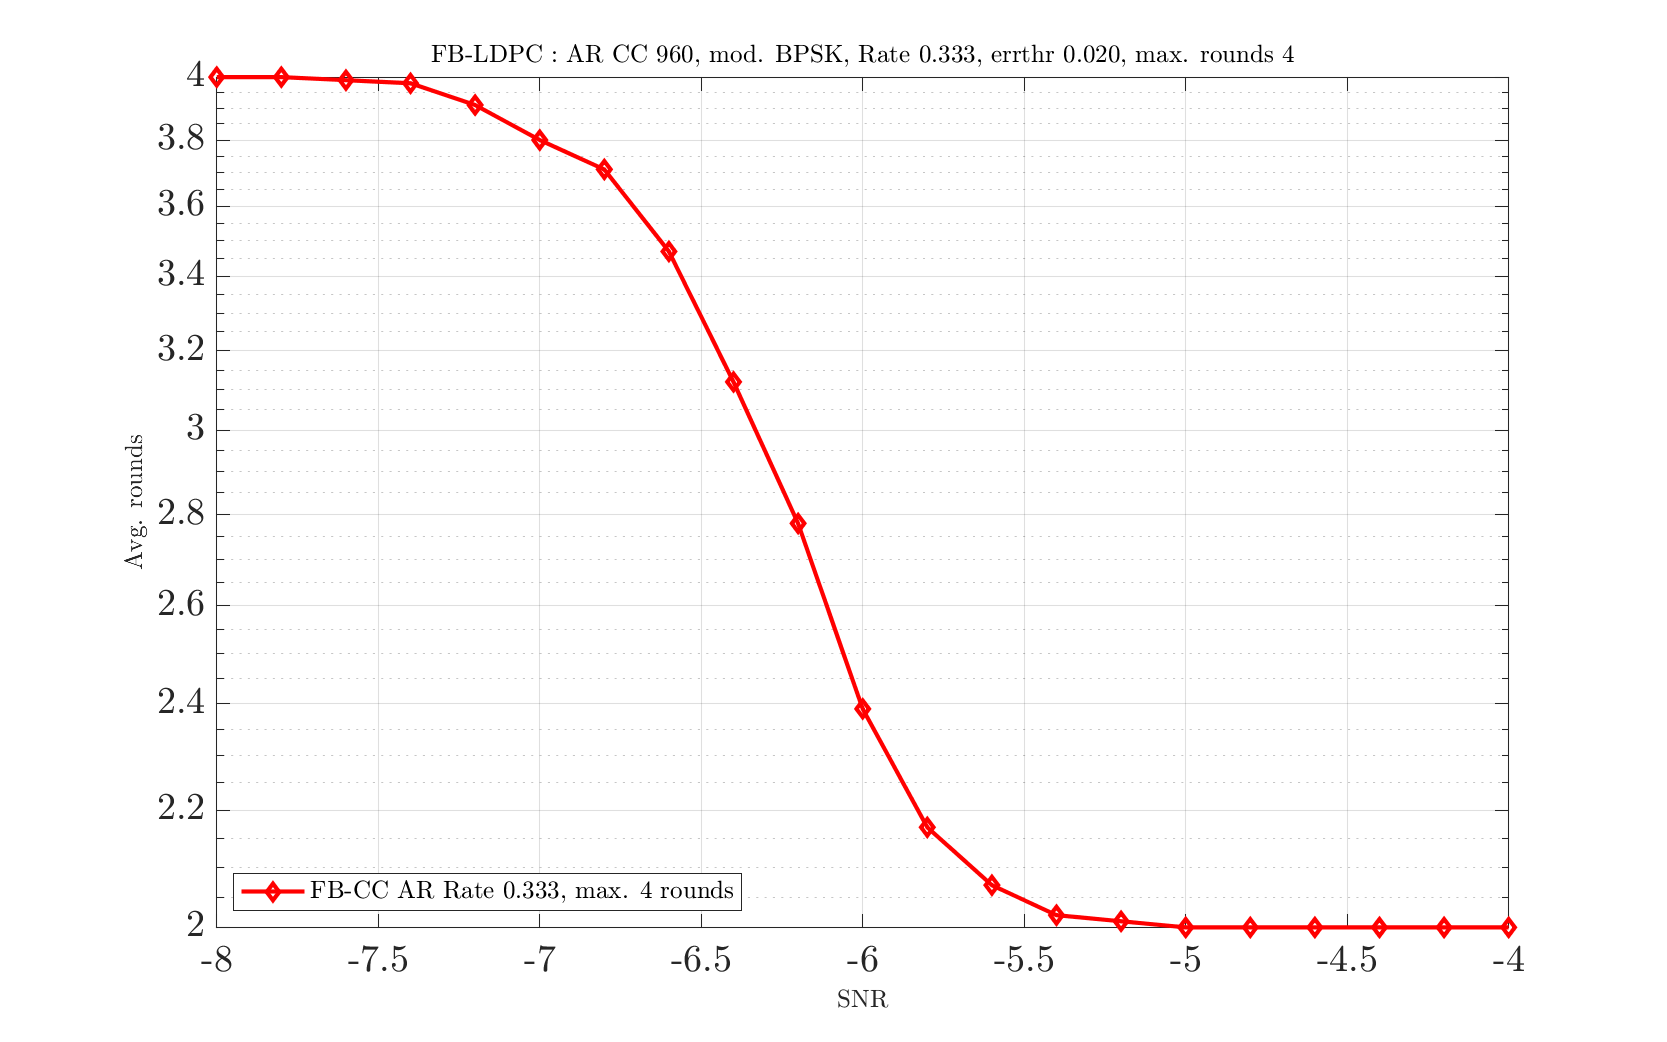 FB-LDPC : AR CC 960, mod. BPSK, Rate 0.333, errthr 0.020, max. rounds 4
4
3.8
3.6
3.4
3.2
3
2.8
2.6
2.4
2.2
2
Avg. rounds
FB-CC AR Rate 0.333, max. 4 rounds
-8 -7.5 -7 -6.5 -6 -5.5 -5 -4.5 -4
SNR